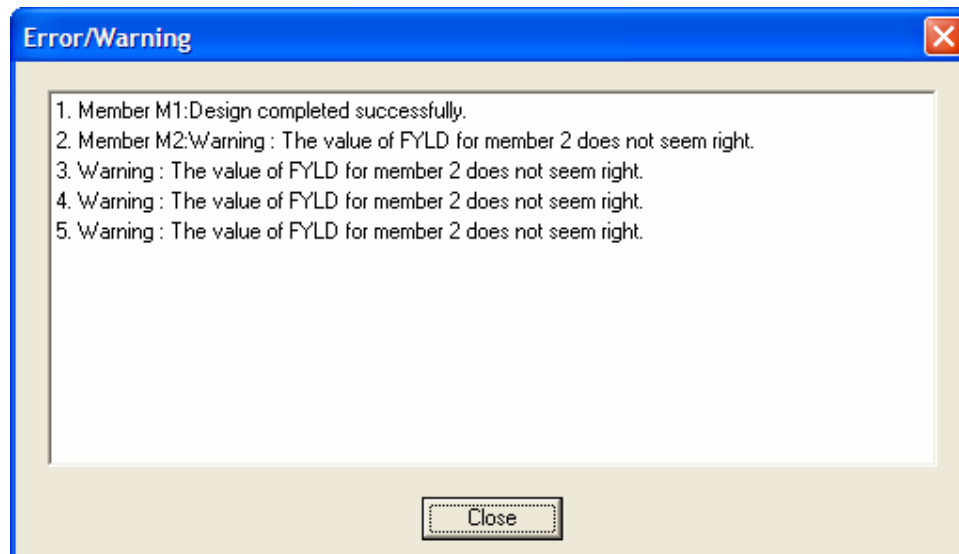 Error/Warning
1. Member M1:Design completed successfully.
2. Member M2:Warning : The value of FYLD for member 2 does not seem right.
3. Warning : The value of FYLD for member 2 does not seem right.
4. Warning : The value of FYLD for member 2 does not seem right.
5. Warning : The value of FYLD for member 2 does not seem right.
Close